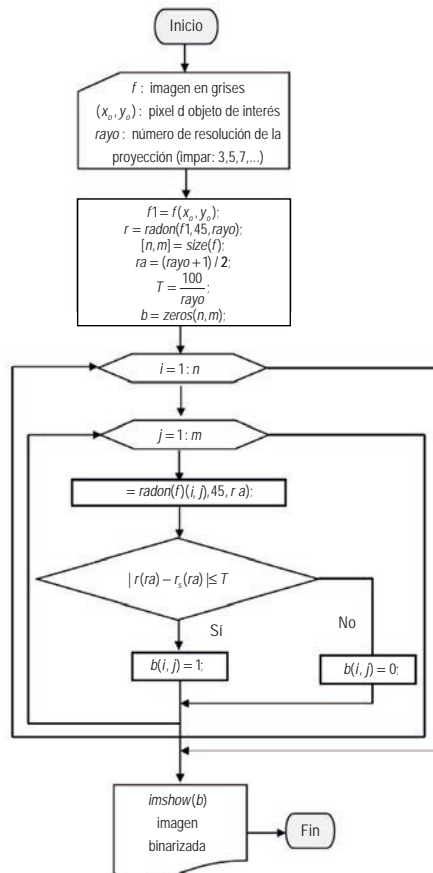 Inicio
f : imagen en grises
(x_o, y_o) : pixel d objeto de interés
rayo : número de resolución de la
proyección (impar: 3,5,7,...)
f1 = f(x_o, y_o);
r = radon(f1,45,rayo);
[n,m] = size(f);
ra = (rayo+1) / 2;
T = 100 / rayo;
b = zeros(n,m);
i = 1 : n
j = 1 : m
= radon(f)(i, j),45, r a);
| r(ra) – r_s(ra) |≤ T
Sí
No
b(i, j) = 1;
b(i, j) = 0;
imshow(b)
imagen
binarizada
Fin